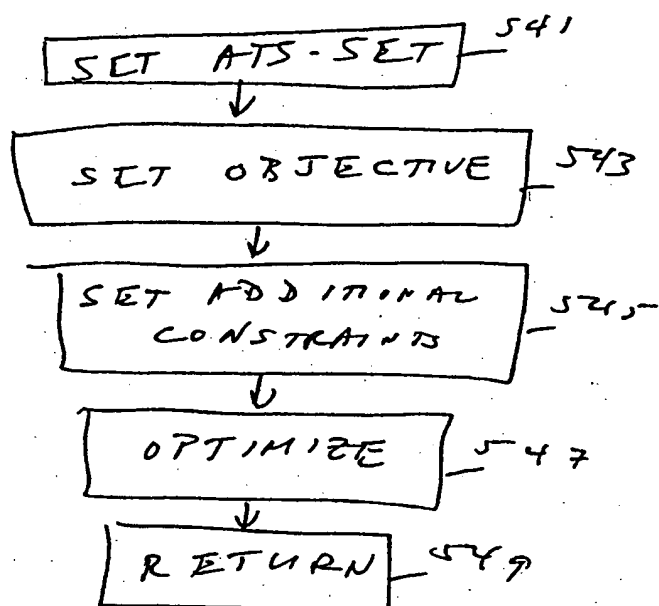 SET ATS-SET
541
SET OBJECTIVE
543
SET ADDITIONAL
CONSTRAINTS
545
OPTIMIZE
547
RETURN
549